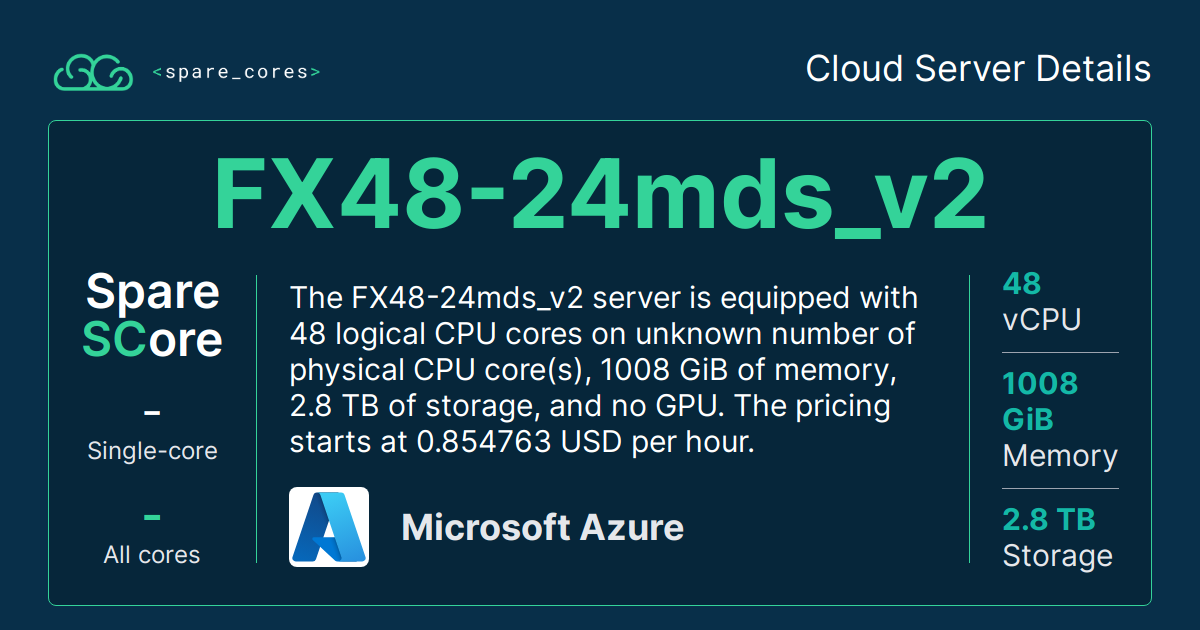 <spare_cores>
Cloud Server Details
FX48-24mds_v2
Spare
SCore
–
Single-core
–
All cores
The FX48-24mds_v2 server is equipped with
48 logical CPU cores on unknown number of
physical CPU core(s), 1008 GiB of memory,
2.8 TB of storage, and no GPU. The pricing
starts at 0.854763 USD per hour.
Microsoft Azure
48
vCPU
1008
GiB
Memory
2.8 TB
Storage